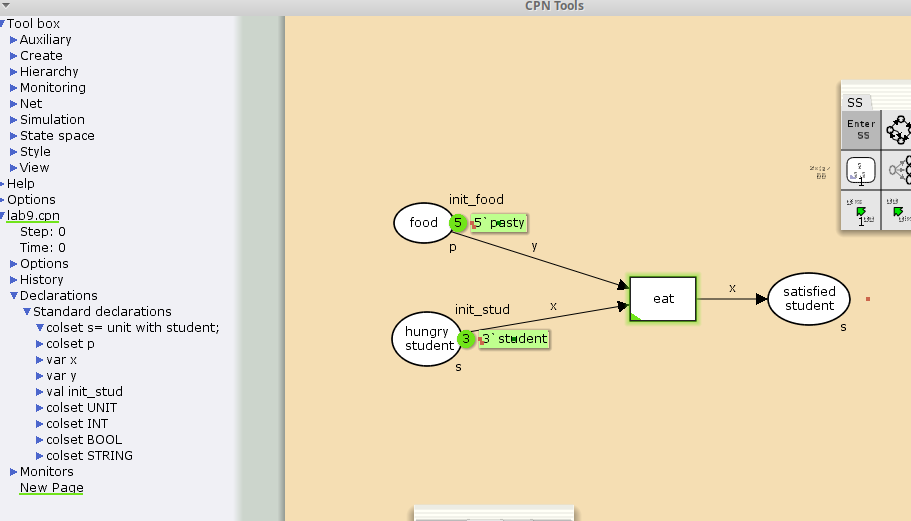 CPN Tools
Tool box
Auxiliary
Create
Hierarchy
Monitoring
Net
Simulation
State space
Style
View
Help
Options
lab9.cpn
Step: 0
Time: 0
Options
History
Declarations
Standard declarations
colset s= unit with student;
colset p
var x
var y
val init_stud
colset UNIT
colset INT
colset BOOL
colset STRING
Monitors
New Page
init_food
food
5
5`pasty
p
y
init_stud
x
hungry
student
3
3`student
s
eat
x
satisfied
student
s
SS
Enter
SS
1
1